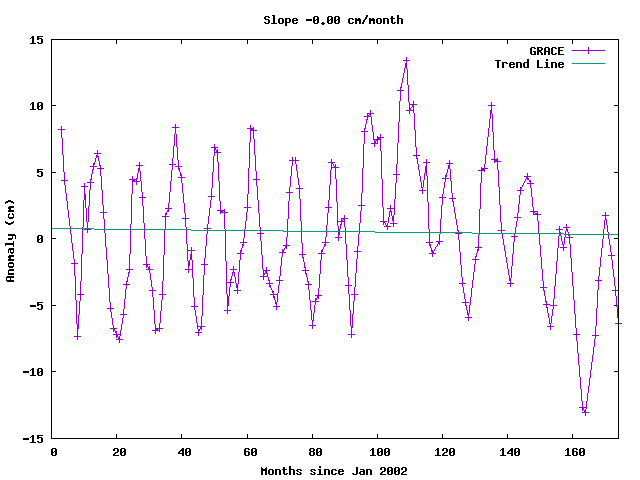 Slope -0.00 cm/month
GRACE
Trend Line
Anomaly (cm)
15
10
5
0
-5
-10
-15
0 20 40 60 80 100 120 140 160
Months since Jan 2002